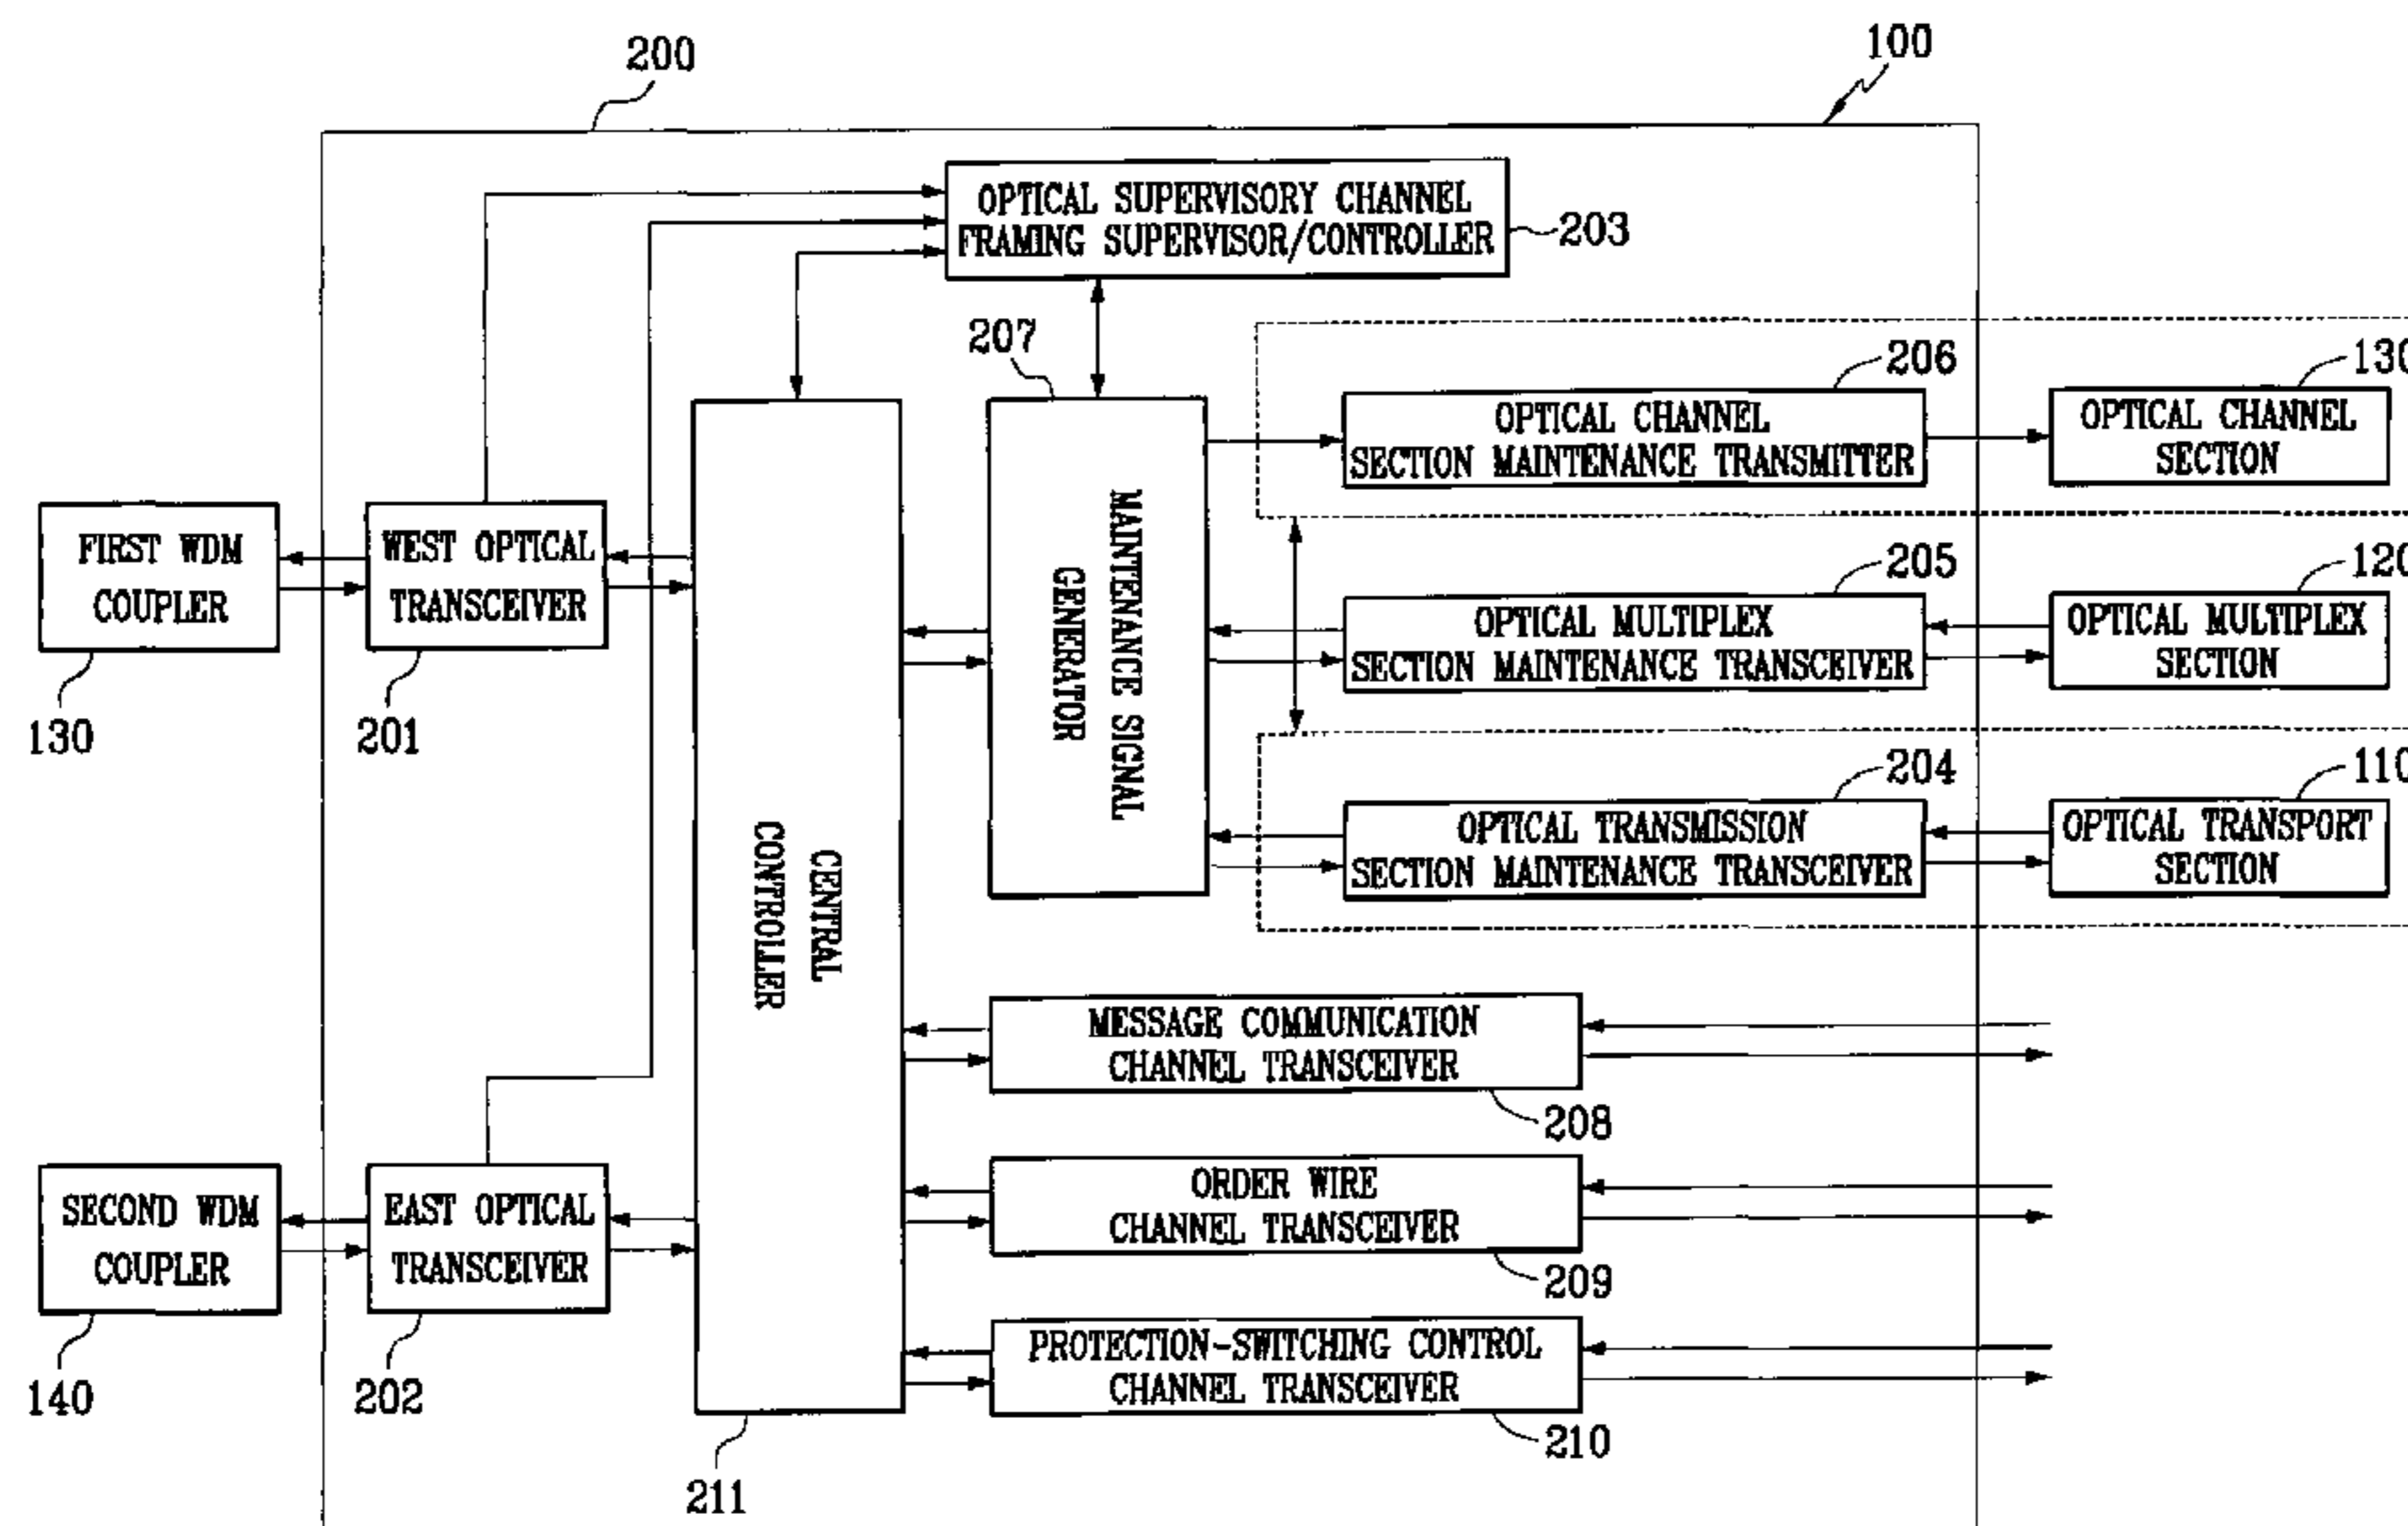 200
100
OPTICAL SUPERVISORY CHANNEL
FRAMING SUPERVISOR/CONTROLLER
203
207
206
130
OPTICAL CHANNEL
SECTION MAINTENANCE TRANSMITTER
OPTICAL CHANNEL
SECTION
FIRST WDM
COUPLER
130
WEST OPTICAL
TRANSCEIVER
201
MAINTENANCE SIGNAL
GENERATOR
205
120
OPTICAL MULTIPLEX
SECTION MAINTENANCE TRANSCEIVER
OPTICAL MULTIPLEX
SECTION
204
110
OPTICAL TRANSMISSION
SECTION MAINTENANCE TRANSCEIVER
OPTICAL TRANSPORT
SECTION
CENTRAL
CONTROLLER
211
MESSAGE COMMUNICATION
CHANNEL TRANSCEIVER
208
SECOND WDM
COUPLER
140
EAST OPTICAL
TRANSCEIVER
202
ORDER WIRE
CHANNEL TRANSCEIVER
209
PROTECTION-SWITCHING CONTROL
CHANNEL TRANSCEIVER
210